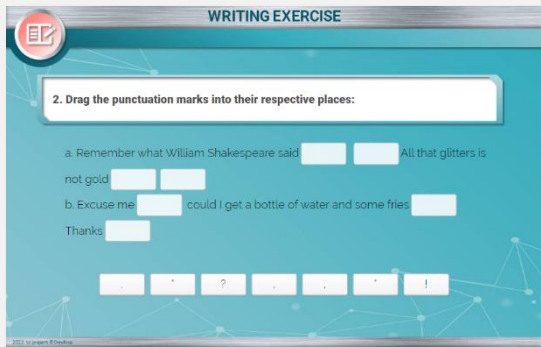 WRITING EXERCISE
2. Drag the punctuation marks into their respective places:
a. Remember what William Shakespeare said All that glitters is
not gold
b. Excuse me could I get a bottle of water and some fries
Thanks
. " ? , , " !